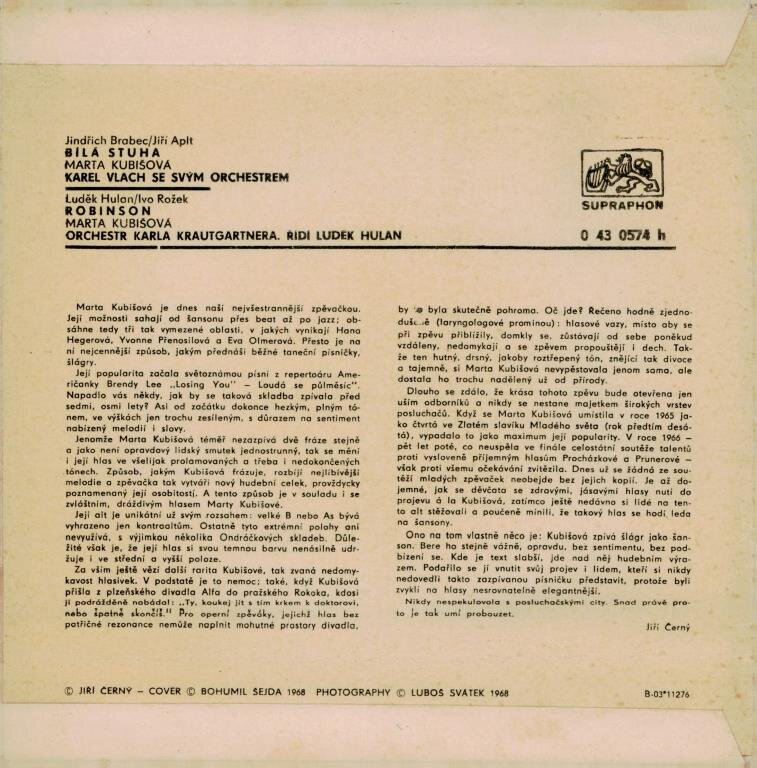 Jindřich Brabec/Jiří Aplt
BÍLÁ STUHA
MARTA KUBIŠOVÁ
KAREL VLACH SE SVÝM ORCHESTREM
Luděk Hulan/Ivo Rožek
ROBINSON
MARTA KUBIŠOVÁ
ORCHESTR KARLA KRAUTGARTNERA. ŘÍDÍ LUDĚK HULAN
SUPRAPHON
0 43 0574 h
Marta Kubišová je dnes naší nejvšestrannější zpěvačkou.
Její možnosti sahají od šansonu přes beat až po jazz; ob-
sáhne tedy tři tak vymezené oblasti, v jakých vynikají Hana
Hegerová, Yvonne Přenosilová a Eva Olmerová. Přesto je na
ní nejcennější způsob, jakým přednáší běžné taneční písničky,
šlágry.
Její popularita začala světoznámou písní z repertoáru Ame-
ričanky Brendy Lee „Losing You" – Loudá se půlměsíc".
Napadlo vás někdy, jak by se taková skladba zpívala před
sedmi, osmi lety? Asi od začátku dokonce hezkým, plným tó-
nem, ve výškách jen trochu zesíleným, s důrazem na sentiment
nabízený melodií i slovy.
Jenomže Marta Kubišová téměř nezazpívá dvě fráze stejně
a jako není opravdový lidský smutek jednostrunný, tak se mění
i její hlas ve všelijak prolamovaných a třeba i nedokončených
tónech. Způsob, jakým Kubišová frázuje, rozbíjí nejlíbivější
melodie a zpěvačka tak vytváří nový hudební celek, provždycky
poznamenaný její osobitostí. A tento způsob je v souladu i se
zvláštním, dráždivým hlasem Marty Kubišové.
Její alt je unikátní už svým rozsahem: velké B nebo As bývá
vyhrazeno jen kontraaltům. Ostatně tyto extrémní polohy ani
nevyužívá, s výjimkou několika Ondráčkových skladeb. Důle-
žité však je, že její hlas si svou temnou barvu nenásilně udr-
žuje i ve střední a vyšší poloze.
Za vším ještě vězí další rarita Kubišové, tak zvaná nedomy-
kavost hlasivek. V podstatě je to nemoc; také, když Kubišová
přišla z plzeňského divadla Alfa do pražského Rokoka, kdosi
ji podrážděně nabádal: „Ty, koukej jít s tím krkem k doktorovi,
nebo špatně skončíš." Pro operní zpěváky, jejichž hlas bez
patřičné rezonance nemůže naplnit mohutné prostory divadla,
by to byla skutečně pohroma. Oč jde? Řečeno hodně zjedno-
dušeně (laryngologové prominou): hlasové vazy, místo aby se
při zpěvu přiblížily, domkly se, zůstávají od sebe poněkud
vzdáleny, nedomykají a se zpěvem propouštějí i dech. Tak-
že ten hutný, drsný, jakoby roztřepený tón, znějící tak divoce
a tajemně, si Marta Kubišová nevypěstovala jenom sama, ale
dostala ho trochu nadělený už od přírody.
Dlouho se zdálo, že krása tohoto zpěvu bude otevřena jen
uším odborníků a nikdy se nestane majetkem širokých vrstev
posluchačů. Když se Marta Kubišová umístila v roce 1965 ja-
ko čtvrtá ve Zlatém slavíku Mladého světa (rok předtím desá-
tá), vypadalo to jako maximum její popularity. V roce 1966 –
pět let poté, co neuspěla ve finále celostátní soutěže talentů
proti vysloveně příjemným hlasům Procházkové a Prunerové –
však proti všemu očekávání zvítězila. Dnes už se žádná ze sou-
těží mladých zpěvaček neobejde bez jejích kopií. Je až do-
jemné, jak se děvčata se zdravými, jásavými hlasy nutí do
projevu á la Kubišová, zatímco ještě nedávno si lidé na ten-
to alt stěžovali a poučeně mínili, že takový hlas se hodí leda
na šansony.
Ono na tom vlastně něco je: Kubišová zpívá šlágr jako šan-
son. Bere ho stejně vážně, opravdu, bez sentimentu, bez pod-
bízení se. Kde je text slabší, jde nad něj hudebním výra-
zem. Podařilo se jí vnutit svůj projev i lidem, kteří si nikdy
nedovedli takto zazpívanou písničku představit, protože byli
zvyklí na hlasy nesrovnatelně elegantnější.
Nikdy nespekulovala s posluchačskými city. Snad právě pro-
to je tak umí probouzet.
Jiří Černý
© JIŘÍ ČERNÝ – COVER © BOHUMIL ŠEJDA 1968 PHOTOGRAPHY © LUBOŠ SVÁTEK 1968
B-03*11276